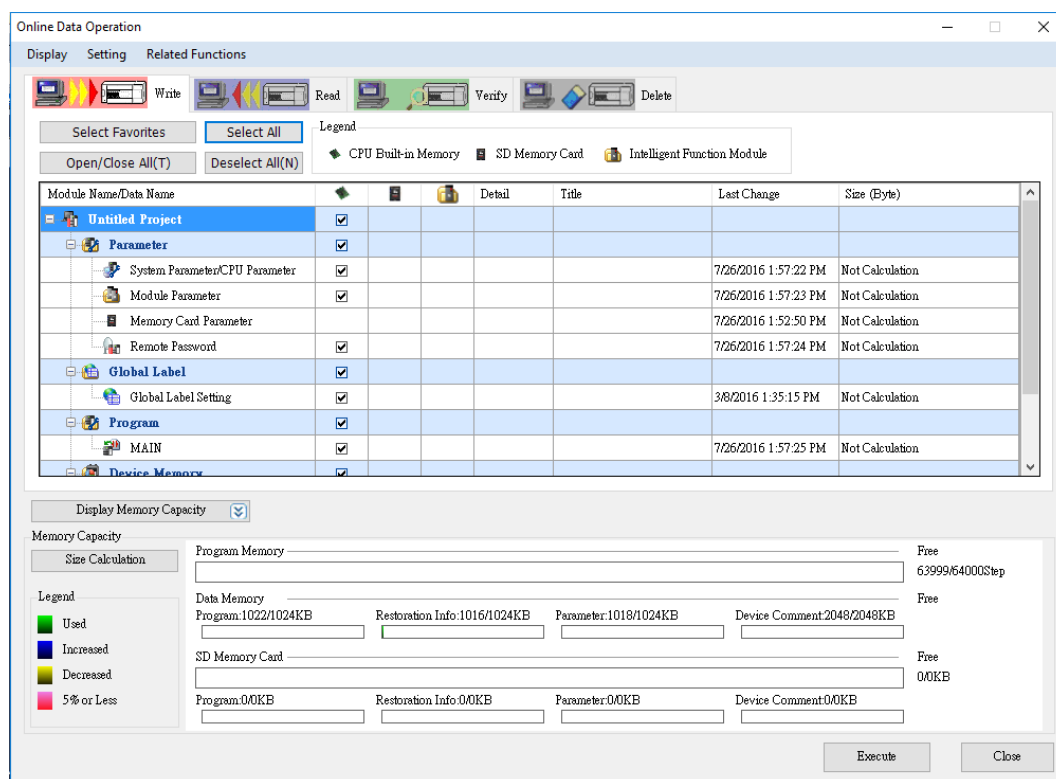 Online Data Operation
Display Setting Related Functions
Write Read Verify Delete
Select Favorites Select All Legend
CPU Built-in Memory SD Memory Card Intelligent Function Module
Open/Close All(T) Deselect All(N)
Module Name/Data Name Detail Title Last Change Size (Byte)
Untitled Project
Parameter
System Parameter/CPU Parameter 7/26/2016 1:57:22 PM Not Calculation
Module Parameter 7/26/2016 1:57:23 PM Not Calculation
Memory Card Parameter 7/26/2016 1:52:50 PM Not Calculation
Remote Password 7/26/2016 1:57:24 PM Not Calculation
Global Label
Global Label Setting 3/8/2016 1:35:15 PM Not Calculation
Program
MAIN 7/26/2016 1:57:25 PM Not Calculation
Device Memory
Display Memory Capacity
Memory Capacity
Size Calculation
Program Memory Free
63999/64000Step
Legend
Used
Increased
Decreased
5% or Less
Data Memory Free
Program:1022/1024KB Restoration Info:1016/1024KB Parameter:1018/1024KB Device Comment:2048/2048KB
SD Memory Card Free
0/0KB
Program:0/0KB Restoration Info:0/0KB Parameter:0/0KB Device Comment:0/0KB
Execute Close